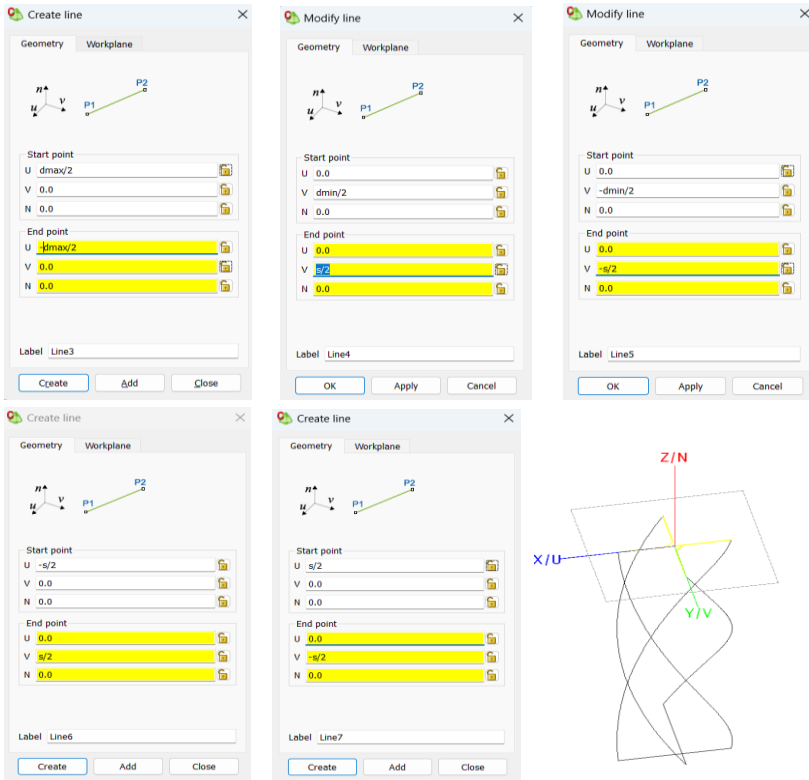 Create line
Geometry Workplane
n u v P1 P2
Start point
U dmax/2
V 0.0
N 0.0
End point
U -dmax/2
V 0.0
N 0.0
Label Line3
Create Add Close
Modify line
Geometry Workplane
n u v P1 P2
Start point
U 0.0
V dmin/2
N 0.0
End point
U 0.0
V s/2
N 0.0
Label Line4
OK Apply Cancel
Modify line
Geometry Workplane
n u v P1 P2
Start point
U 0.0
V -dmin/2
N 0.0
End point
U 0.0
V -s/2
N 0.0
Label Line5
OK Apply Cancel
Create line
Geometry Workplane
n u v P1 P2
Start point
U -s/2
V 0.0
N 0.0
End point
U 0.0
V s/2
N 0.0
Label Line6
Create Add Close
Create line
Geometry Workplane
n u v P1 P2
Start point
U s/2
V 0.0
N 0.0
End point
U 0.0
V -s/2
N 0.0
Label Line7
Create Add Close
Z/N
X/U
Y/V